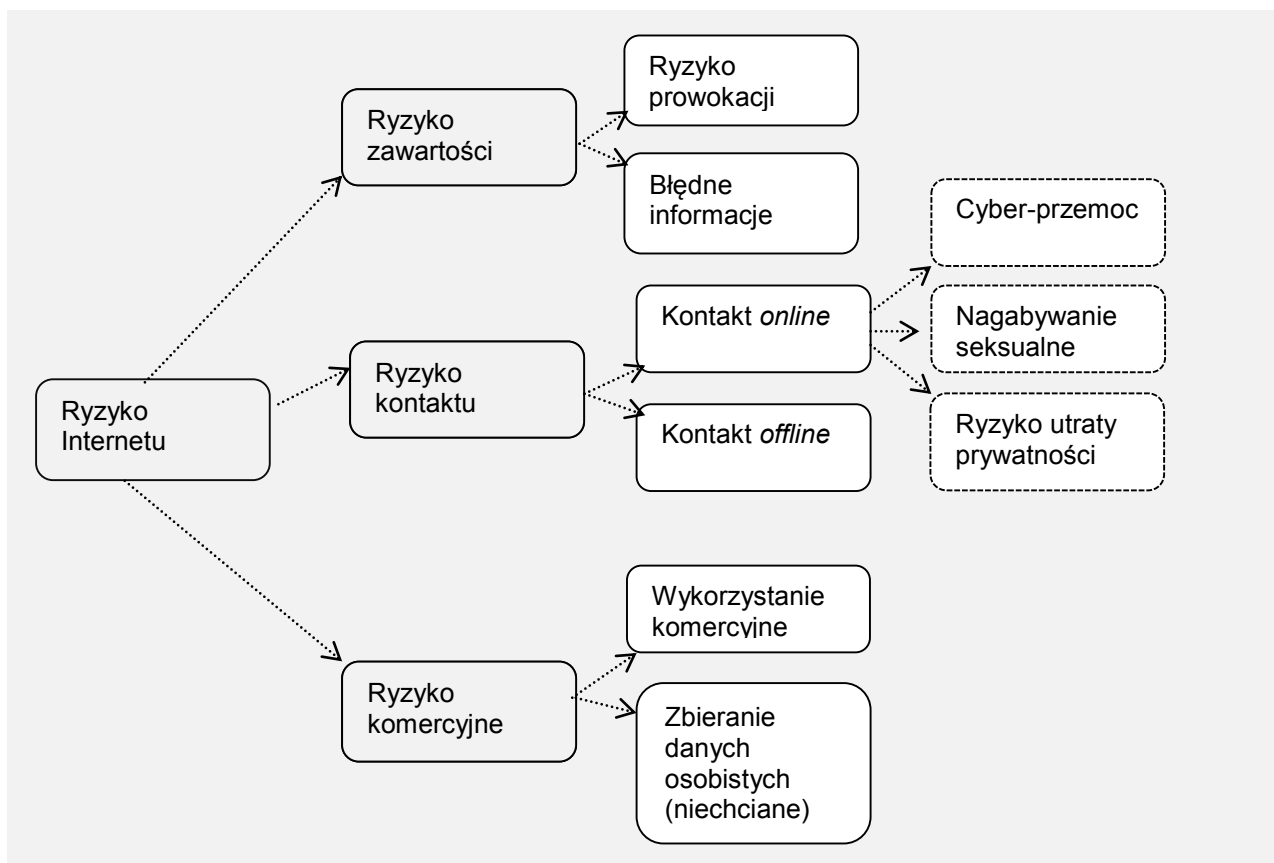 Ryzyko
prowokacji
Ryzyko
zawartości
Błędne
informacje
Cyber-przemoc
Kontakt online
Nagabywanie
seksualne
Ryzyko
kontaktu
Ryzyko
Internetu
Kontakt offline
Ryzyko utraty
prywatności
Wykorzystanie
komercyjne
Ryzyko
komercyjne
Zbieranie
danych
osobistych
(niechciane)